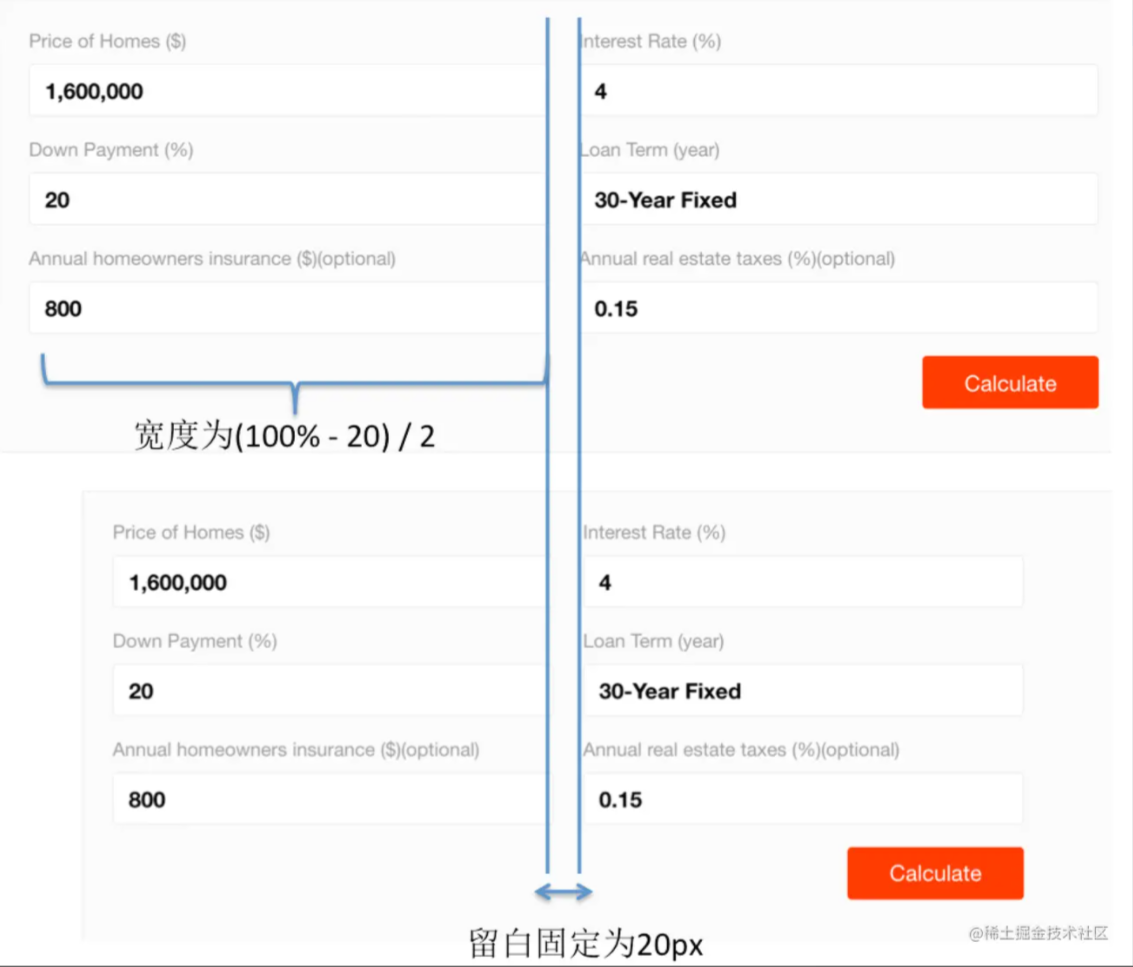 Price of Homes ($) Interest Rate (%)
1,600,000 4
Down Payment (%) Loan Term (year)
20 30-Year Fixed
Annual homeowners insurance ($)(optional) Annual real estate taxes (%)(optional)
800 0.15
Calculate
宽度为(100% - 20) / 2
Price of Homes ($) Interest Rate (%)
1,600,000 4
Down Payment (%) Loan Term (year)
20 30-Year Fixed
Annual homeowners insurance ($)(optional) Annual real estate taxes (%)(optional)
800 0.15
Calculate
留白固定为20px
@稀土掘金技术社区